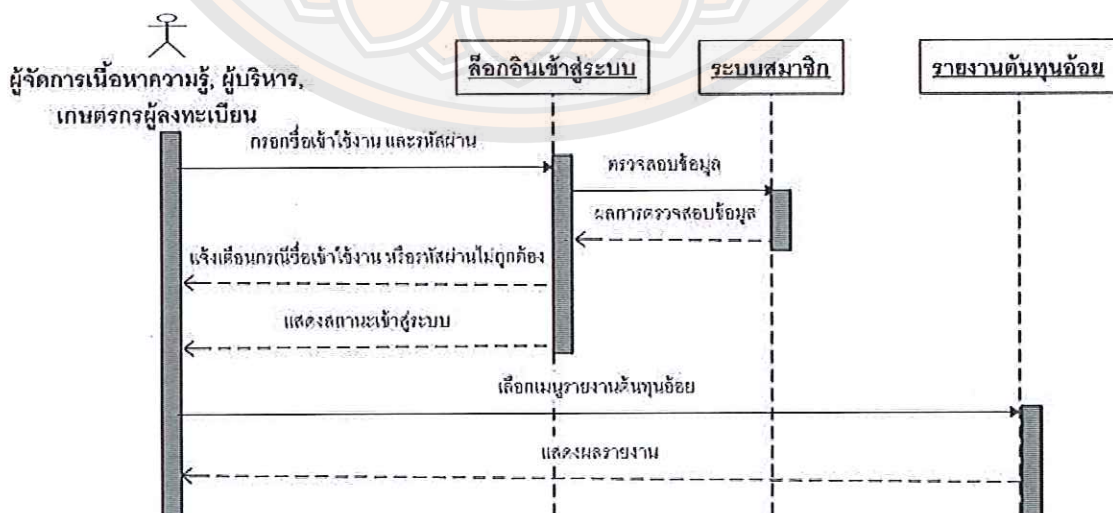 ล็อกอินเข้าสู่ระบบ
ระบบสมาชิก
รายงานต้นทุนอ้อย
ผู้จัดการเนื้อหาความรู้, ผู้บริหาร,
เกษตรกรผู้ลงทะเบียน
กรอกชื่อเข้าใช้งาน และรหัสผ่าน
ตรวจสอบข้อมูล
ผลการตรวจสอบข้อมูล
แจ้งเตือนกรณีชื่อเข้าใช้งาน หรือรหัสผ่านไม่ถูกต้อง
แสดงสถานะเข้าสู่ระบบ
เลือกเมนูรายงานต้นทุนอ้อย
แสดงผลรายงาน